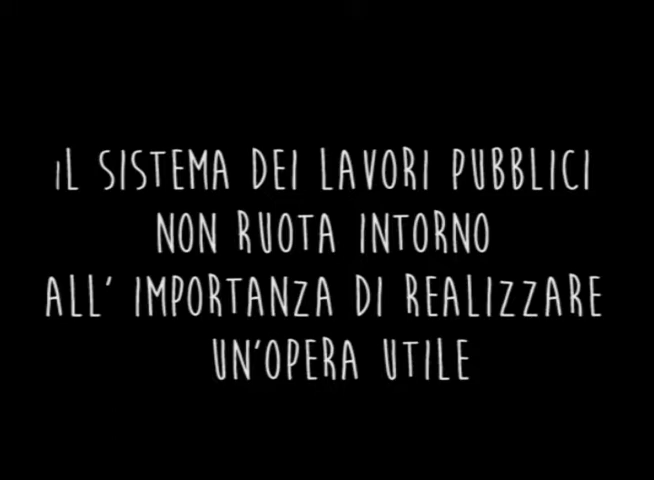 IL SISTEMA DEI LAVORI PUBBLICI
NON RUOTA INTORNO
ALL' IMPORTANZA DI REALIZZARE
UN'OPERA UTILE